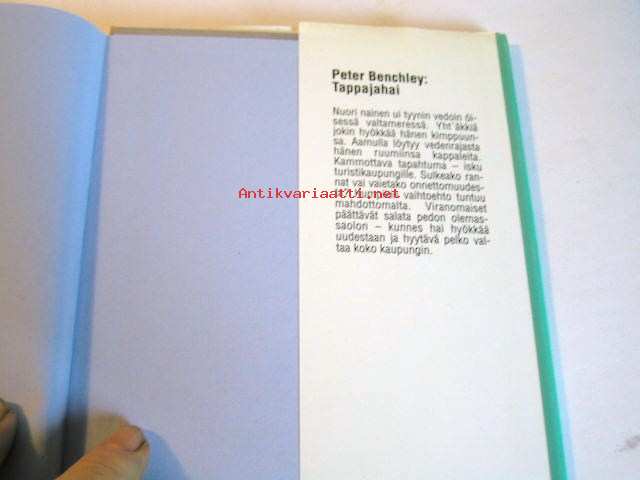 Peter Benchley:
Tappajahai
Nuori nainen ui tyynin vedoin öi-
sessä valtameressä. Yht'äkkiä
jokin hyökkää hänen kimppuun-
sa. Aamulla löytyy vedenrajasta
hänen ruumiinsa kappaleita.
Kammottava tapahtuma – isku
turistikaupungille. Sulkeako ran-
nat vai vaietako onnettomuudes-
vaihtoehto tuntuu
mahdottomalta. Viranomaiset
päättävät salata pedon olemas-
saolon – kunnes hai hyökkää
uudestaan ja hyytävä pelko val-
taa koko kaupungin.
Antikvariaatti.net